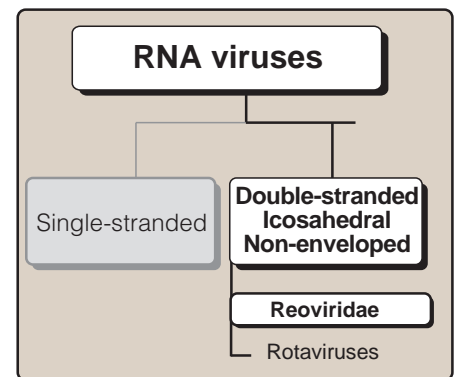 RNA viruses
Single-stranded
Double-stranded
Icosahedral
Non-enveloped
Reoviridae
Rotaviruses